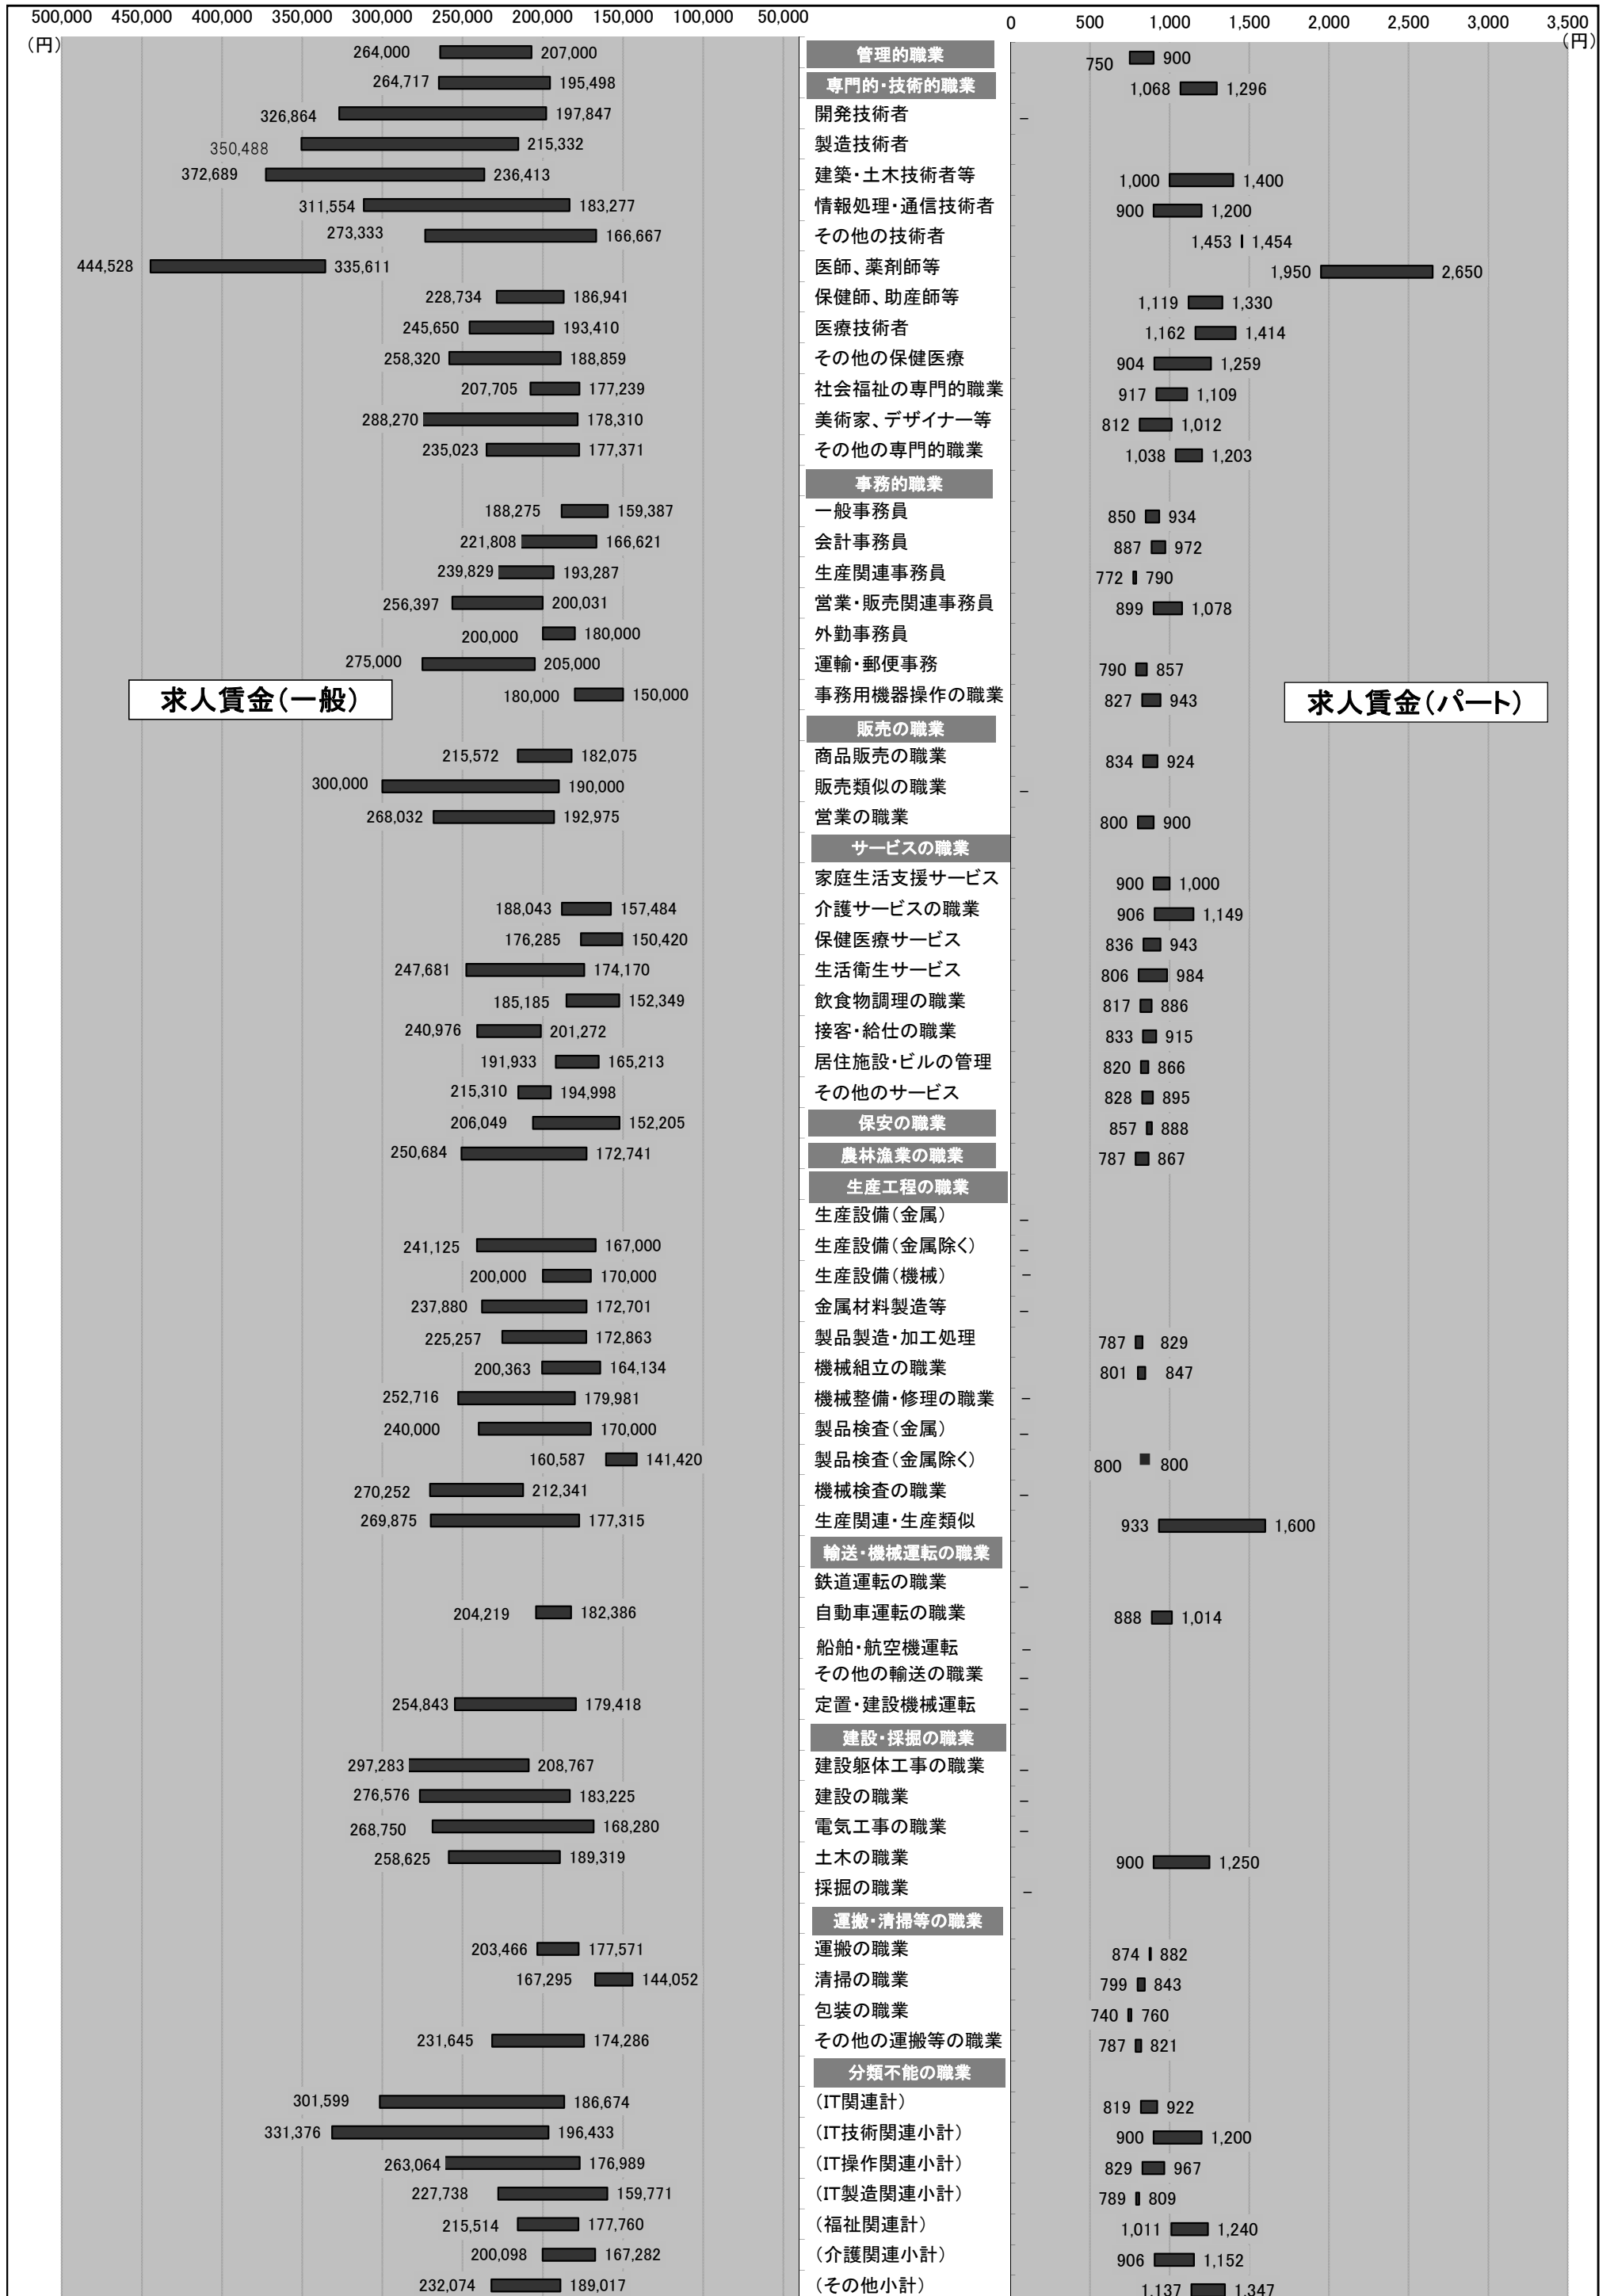 500,000 450,000 400,000 350,000 300,000 250,000 200,000 150,000 100,000 50,000 0 500 1,000 1,500 2,000 2,500 3,000 3,500
(円) (円)
264,000 207,000 管理的職業 750 900
264,717 195,498 専門的・技術的職業 1,068 1,296
326,864 197,847 開発技術者 –
350,488 215,332 製造技術者
372,689 236,413 建築・土木技術者等 1,000 1,400
311,554 183,277 情報処理・通信技術者 900 1,200
273,333 166,667 その他の技術者 1,453 1,454
444,528 335,611 医師、薬剤師等 1,950 2,650
228,734 186,941 保健師、助産師等 1,119 1,330
245,650 193,410 医療技術者 1,162 1,414
258,320 188,859 その他の保健医療 904 1,259
207,705 177,239 社会福祉の専門的職業 917 1,109
288,270 178,310 美術家、デザイナー等 812 1,012
235,023 177,371 その他の専門的職業 1,038 1,203
事務的職業
188,275 159,387 一般事務員 850 934
221,808 166,621 会計事務員 887 972
239,829 193,287 生産関連事務員 772 790
256,397 200,031 営業・販売関連事務員 899 1,078
200,000 180,000 外勤事務員
275,000 205,000 運輸・郵便事務 790 857
求人賃金(一般) 180,000 150,000 事務用機器操作の職業 827 943 求人賃金(パート)
販売の職業
215,572 182,075 商品販売の職業 834 924
300,000 190,000 販売類似の職業 –
268,032 192,975 営業の職業 800 900
サービスの職業
家庭生活支援サービス 900 1,000
188,043 157,484 介護サービスの職業 906 1,149
176,285 150,420 保健医療サービス 836 943
247,681 174,170 生活衛生サービス 806 984
185,185 152,349 飲食物調理の職業 817 886
240,976 201,272 接客・給仕の職業 833 915
191,933 165,213 居住施設・ビルの管理 820 866
215,310 194,998 その他のサービス 828 895
206,049 152,205 保安の職業 857 888
250,684 172,741 農林漁業の職業 787 867
生産工程の職業
生産設備(金属) –
241,125 167,000 生産設備(金属除く) –
200,000 170,000 生産設備(機械) –
237,880 172,701 金属材料製造等 –
225,257 172,863 製品製造・加工処理 787 829
200,363 164,134 機械組立の職業 801 847
252,716 179,981 機械整備・修理の職業 –
240,000 170,000 製品検査(金属) –
160,587 141,420 製品検査(金属除く) 800 800
270,252 212,341 機械検査の職業 –
269,875 177,315 生産関連・生産類似 933 1,600
輸送・機械運転の職業
鉄道運転の職業 –
204,219 182,386 自動車運転の職業 888 1,014
船舶・航空機運転 –
その他の輸送の職業 –
254,843 179,418 定置・建設機械運転 –
建設・採掘の職業
297,283 208,767 建設躯体工事の職業 –
276,576 183,225 建設の職業 –
268,750 168,280 電気工事の職業 –
258,625 189,319 土木の職業 900 1,250
採掘の職業 –
運搬・清掃等の職業
203,466 177,571 運搬の職業 874 882
167,295 144,052 清掃の職業 799 843
包装の職業 740 760
231,645 174,286 その他の運搬等の職業 787 821
分類不能の職業
301,599 186,674 (IT関連計) 819 922
331,376 196,433 (IT技術関連小計) 900 1,200
263,064 176,989 (IT操作関連小計) 829 967
227,738 159,771 (IT製造関連小計) 789 809
215,514 177,760 (福祉関連計) 1,011 1,240
200,098 167,282 (介護関連小計) 906 1,152
232,074 189,017 (その他小計) 1,137 1,347